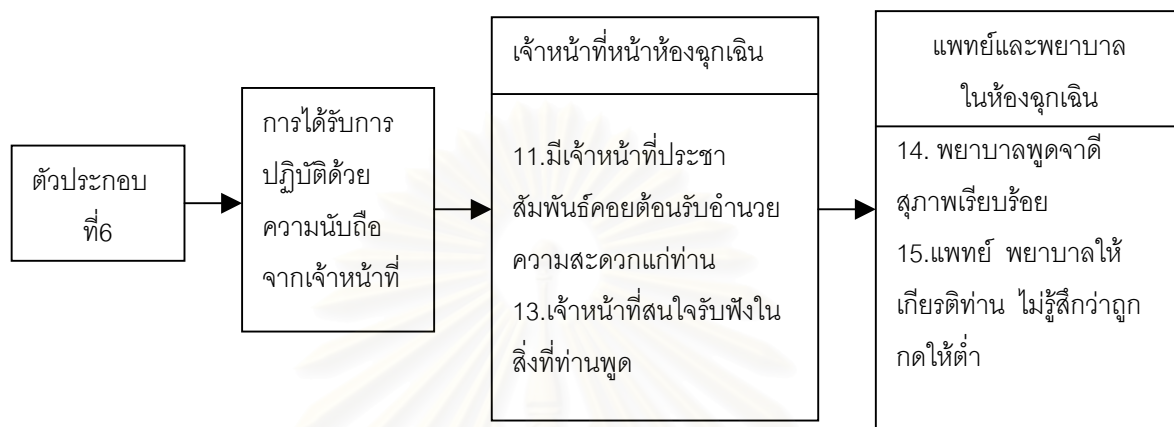 ตัวประกอบ
ที่6
การได้รับการ
ปฏิบัติด้วย
ความนับถือ
จากเจ้าหน้าที่
เจ้าหน้าที่หน้าห้องฉุกเฉิน
11.มีเจ้าหน้าที่ประชา
สัมพันธ์คอยต้อนรับอำนวย
ความสะดวกแก่ท่าน
13.เจ้าหน้าที่สนใจรับฟังใน
สิ่งที่ท่านพูด
แพทย์และพยาบาล
ในห้องฉุกเฉิน
14. พยาบาลพูดจาดี
สุภาพเรียบร้อย
15.แพทย์ พยาบาลให้
เกียรติท่าน ไม่รู้สึกว่าถูก
กดให้ต่ำ